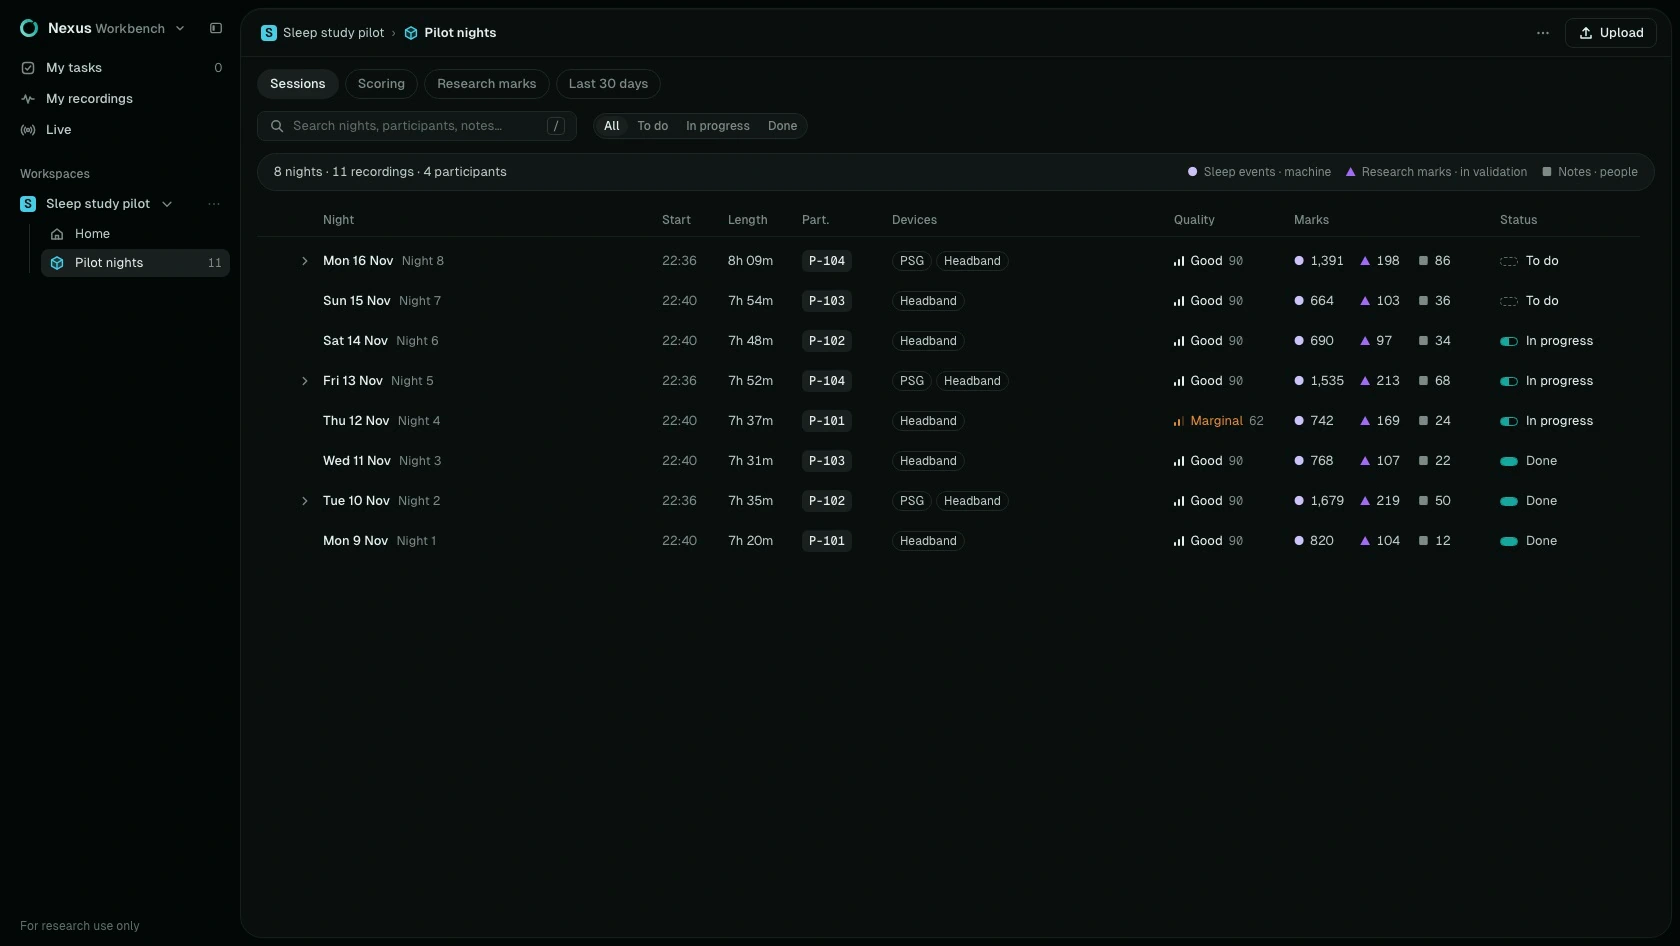 Nexus Workbench
My tasks 0
My recordings
Live
Workspaces
S Sleep study pilot ···
Home
Pilot nights 11
For research use only
S Sleep study pilot › Pilot nights ··· Upload
Sessions Scoring Research marks Last 30 days
Search nights, participants, notes... / All To do In progress Done
8 nights · 11 recordings · 4 participants Sleep events · machine Research marks · in validation Notes · people
Night Start Length Part. Devices Quality Marks Status
Mon 16 Nov Night 8 22:36 8h 09m P-104 PSG Headband Good 90 1,391 198 86 To do
Sun 15 Nov Night 7 22:40 7h 54m P-103 Headband Good 90 664 103 36 To do
Sat 14 Nov Night 6 22:40 7h 48m P-102 Headband Good 90 690 97 34 In progress
Fri 13 Nov Night 5 22:36 7h 52m P-104 PSG Headband Good 90 1,535 213 68 In progress
Thu 12 Nov Night 4 22:40 7h 37m P-101 Headband Marginal 62 742 169 24 In progress
Wed 11 Nov Night 3 22:40 7h 31m P-103 Headband Good 90 768 107 22 Done
Tue 10 Nov Night 2 22:36 7h 35m P-102 PSG Headband Good 90 1,679 219 50 Done
Mon 9 Nov Night 1 22:40 7h 20m P-101 Headband Good 90 820 104 12 Done